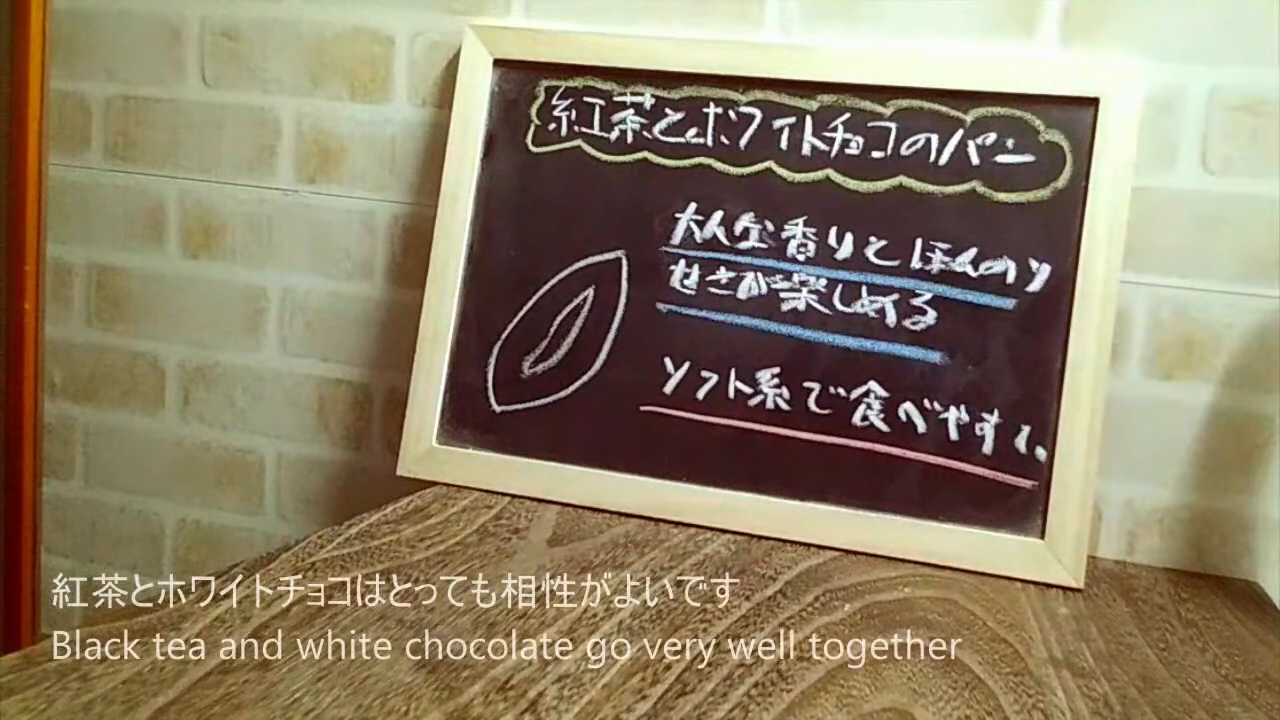 紅茶とホワイトチョコのパン
大人な香りとほんのり
甘さが楽しめる
ソフト系で食べやすく。
紅茶とホワイトチョコはとっても相性がよいです
Black tea and white chocolate go very well together